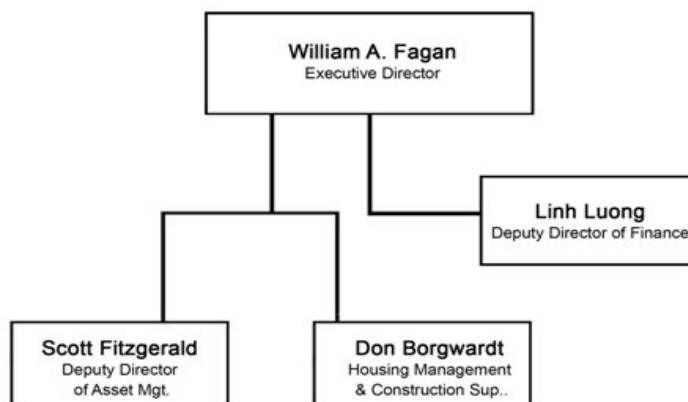 William A. Fagan
Executive Director
Linh Luong
Deputy Director of Finance
Scott Fitzgerald
Deputy Director
of Asset Mgt.
Don Borgwardt
Housing Management
& Construction Sup..